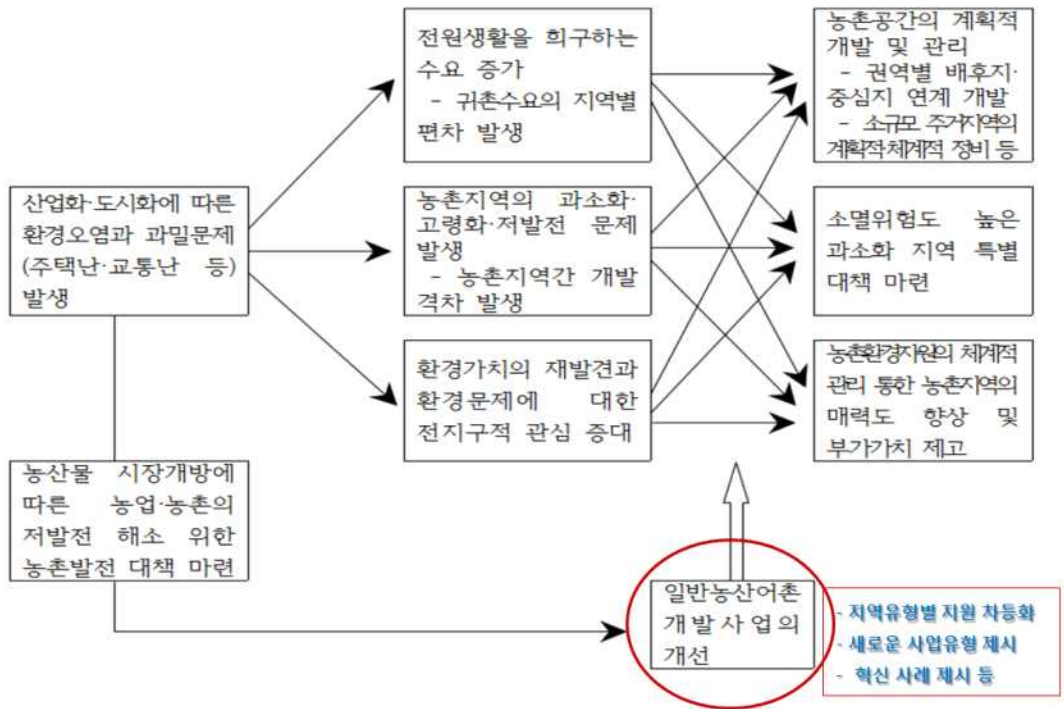 전원생활을 희구하는
수요 증가
- 귀촌수요의 지역별
편차 발생
농촌공간의 계획적
개발 및 관리
- 권역별 배후지·
중심지 연계 개발
- 소규모 주거지역의
계획적·체계적 정비 등
산업화·도시화에 따른
환경오염과 과밀문제
(주택난·교통난 등)
발생
농촌지역의 과소화·
고령화·저발전 문제
발생
- 농촌지역간 개발
격차 발생
소멸위험도 높은
과소화 지역 특별
대책 마련
환경가치의 재발견과
환경문제에 대한
전지구적 관심 증대
농촌환경자원의 체계적
관리 통한 농촌지역의
매력도 향상 및
부가가치 제고
농산물 시장개방에
따른 농업·농촌의
저발전 해소 위한
농촌발전 대책 마련
일반농산어촌
개발사업의
개선
- 지역유형별 지원 차등화
- 새로운 사업유형 제시
- 혁신 사례 제시 등